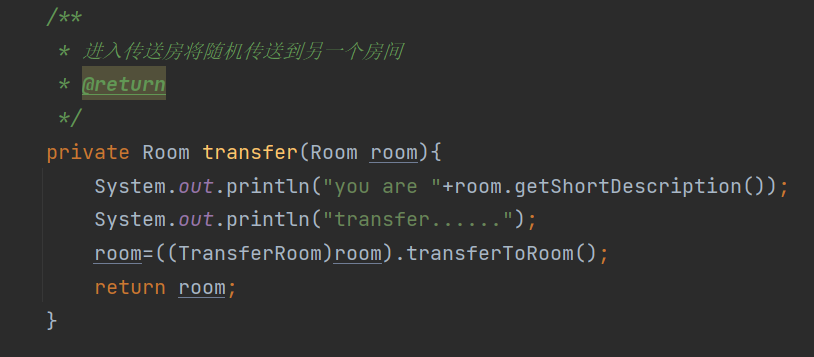 /**
 * 进入传送房将随机传送到另一个房间
 * @return
 */
private Room transfer(Room room){
    System.out.println("you are "+room.getShortDescription());
    System.out.println("transfer......");
    room=((TransferRoom)room).transferToRoom();
    return room;
}